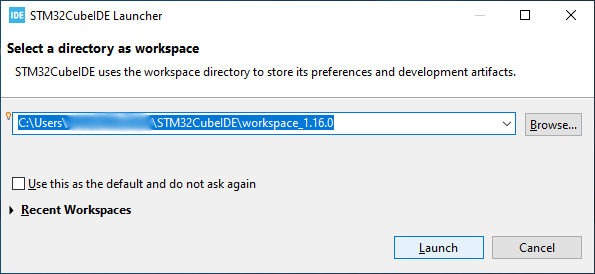 IDE STM32CubeIDE Launcher
Select a directory as workspace
STM32CubeIDE uses the workspace directory to store its preferences and development artifacts.
C:\Users\ \STM32CubeIDE\workspace_1.16.0
Browse...
Use this as the default and do not ask again
Recent Workspaces
Launch
Cancel